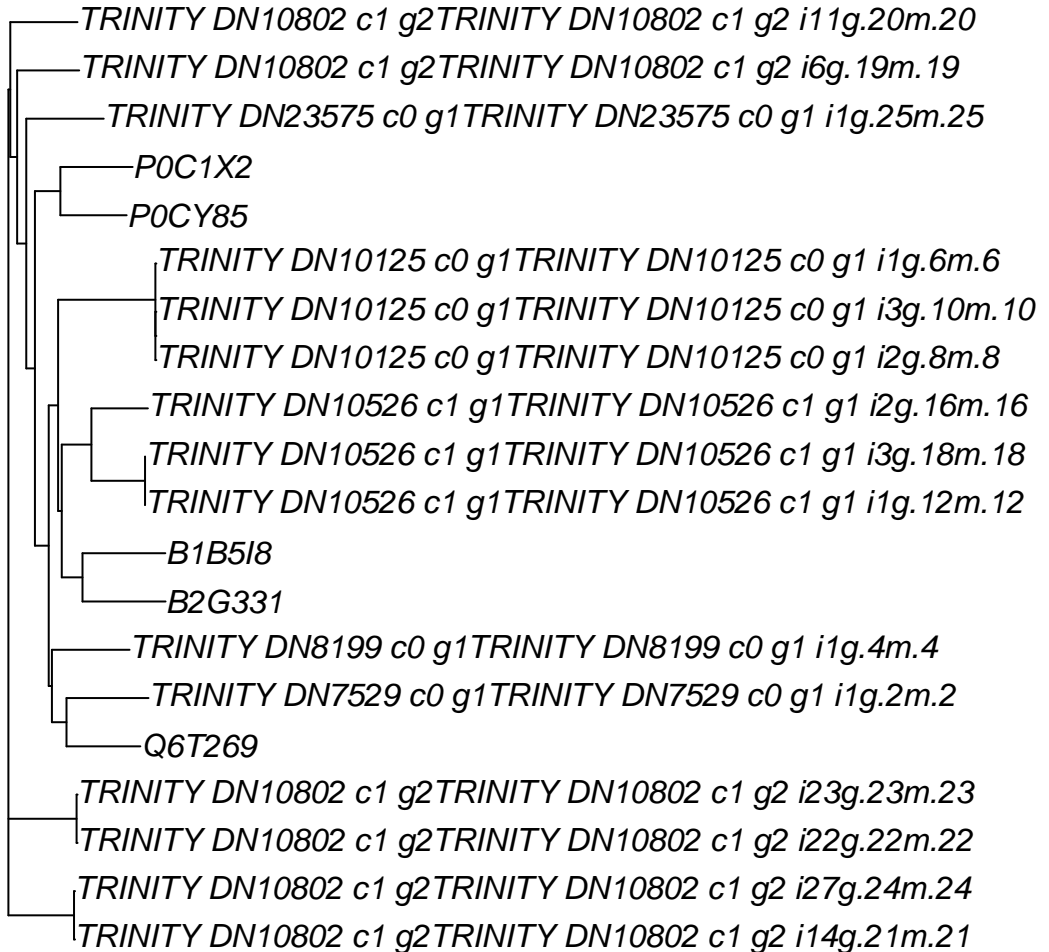 TRINITY DN10802 c1 g2TRINITY DN10802 c1 g2 i11g.20m.20
TRINITY DN10802 c1 g2TRINITY DN10802 c1 g2 i6g.19m.19
TRINITY DN23575 c0 g1TRINITY DN23575 c0 g1 i1g.25m.25
P0C1X2
P0CY85
TRINITY DN10125 c0 g1TRINITY DN10125 c0 g1 i1g.6m.6
TRINITY DN10125 c0 g1TRINITY DN10125 c0 g1 i3g.10m.10
TRINITY DN10125 c0 g1TRINITY DN10125 c0 g1 i2g.8m.8
TRINITY DN10526 c1 g1TRINITY DN10526 c1 g1 i2g.16m.16
TRINITY DN10526 c1 g1TRINITY DN10526 c1 g1 i3g.18m.18
TRINITY DN10526 c1 g1TRINITY DN10526 c1 g1 i1g.12m.12
B1B5I8
B2G331
TRINITY DN8199 c0 g1TRINITY DN8199 c0 g1 i1g.4m.4
TRINITY DN7529 c0 g1TRINITY DN7529 c0 g1 i1g.2m.2
Q6T269
TRINITY DN10802 c1 g2TRINITY DN10802 c1 g2 i23g.23m.23
TRINITY DN10802 c1 g2TRINITY DN10802 c1 g2 i22g.22m.22
TRINITY DN10802 c1 g2TRINITY DN10802 c1 g2 i27g.24m.24
TRINITY DN10802 c1 g2TRINITY DN10802 c1 g2 i14g.21m.21